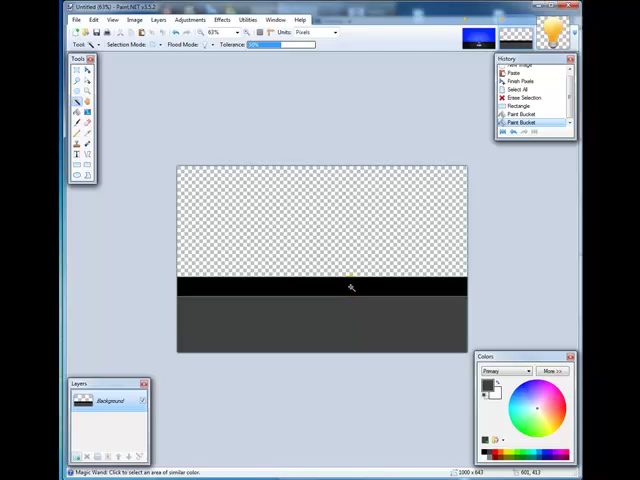 Untitled (63%) - Paint.NET v3.5.2
File Edit View Image Layers Adjustments Effects Utilities Window Help
63% Units: Pixels
Tool: Selection Mode: Flood Mode: Tolerance: 50%
Tools
History
Paste
Finish Pixels
Select All
Erase Selection
Rectangle
Paint Bucket
Paint Bucket
Colors
Primary More >>
Layers
Background
Magic Wand: Click to select an area of similar color.
1000 x 643
601, 413